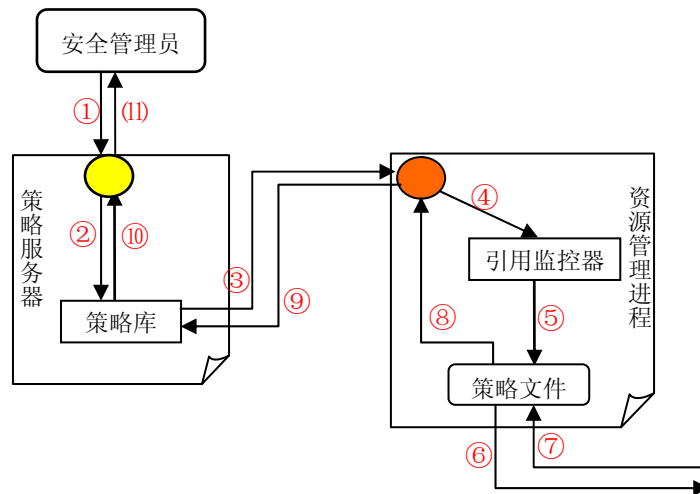 安全管理员
①
(11)
策略服务器
②
⑩
策略库
③
⑨
④
资源管理进程
引用监控器
⑤
⑧
策略文件
⑥
⑦